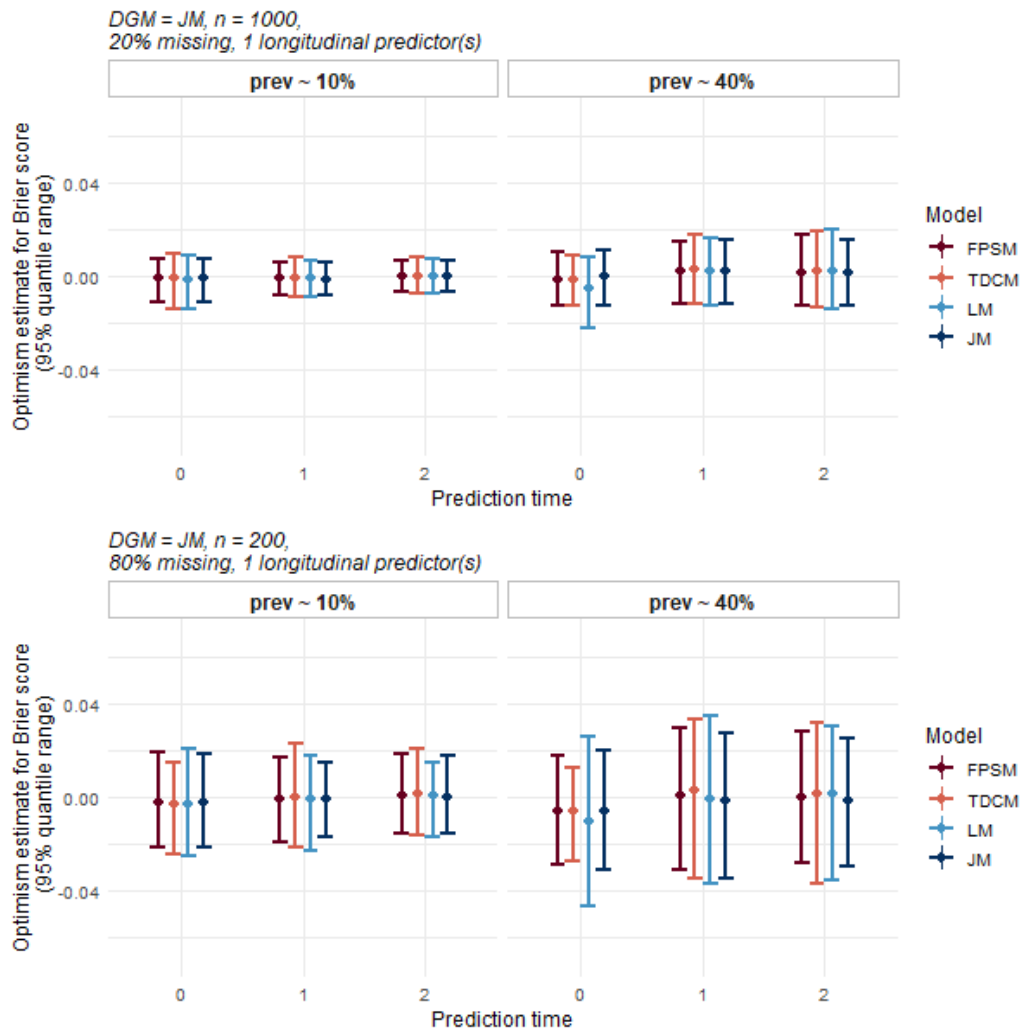 DGM = JM, n = 1000,
20% missing, 1 longitudinal predictor(s)
prev ~ 10%
prev ~ 40%
Optimism estimate for Brier score
(95% quantile range)
0.04
0.00
-0.04
0
1
2
0
1
2
Prediction time
Model
FPSM
TDCM
LM
JM
DGM = JM, n = 200,
80% missing, 1 longitudinal predictor(s)
prev ~ 10%
prev ~ 40%
Optimism estimate for Brier score
(95% quantile range)
0.04
0.00
-0.04
0
1
2
0
1
2
Prediction time
Model
FPSM
TDCM
LM
JM